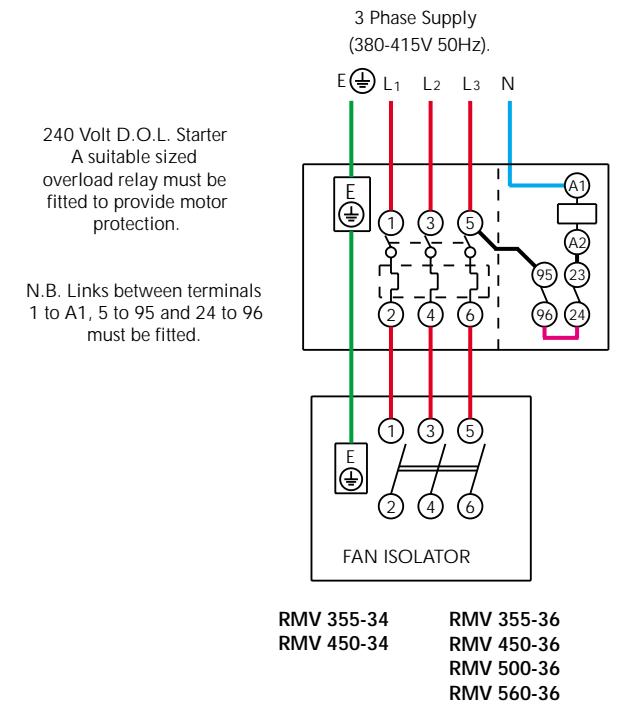 3 Phase Supply
(380-415V 50Hz).
E L1 L2 L3 N
240 Volt D.O.L. Starter
A suitable sized
overload relay must be
fitted to provide motor
protection.
N.B. Links between terminals
1 to A1, 5 to 95 and 24 to 96
must be fitted.
E
A1
1 3 5
A2
95 23
2 4 6
96 24
1 3 5
E
2 4 6
FAN ISOLATOR
RMV 355-34
RMV 450-34
RMV 355-36
RMV 450-36
RMV 500-36
RMV 560-36